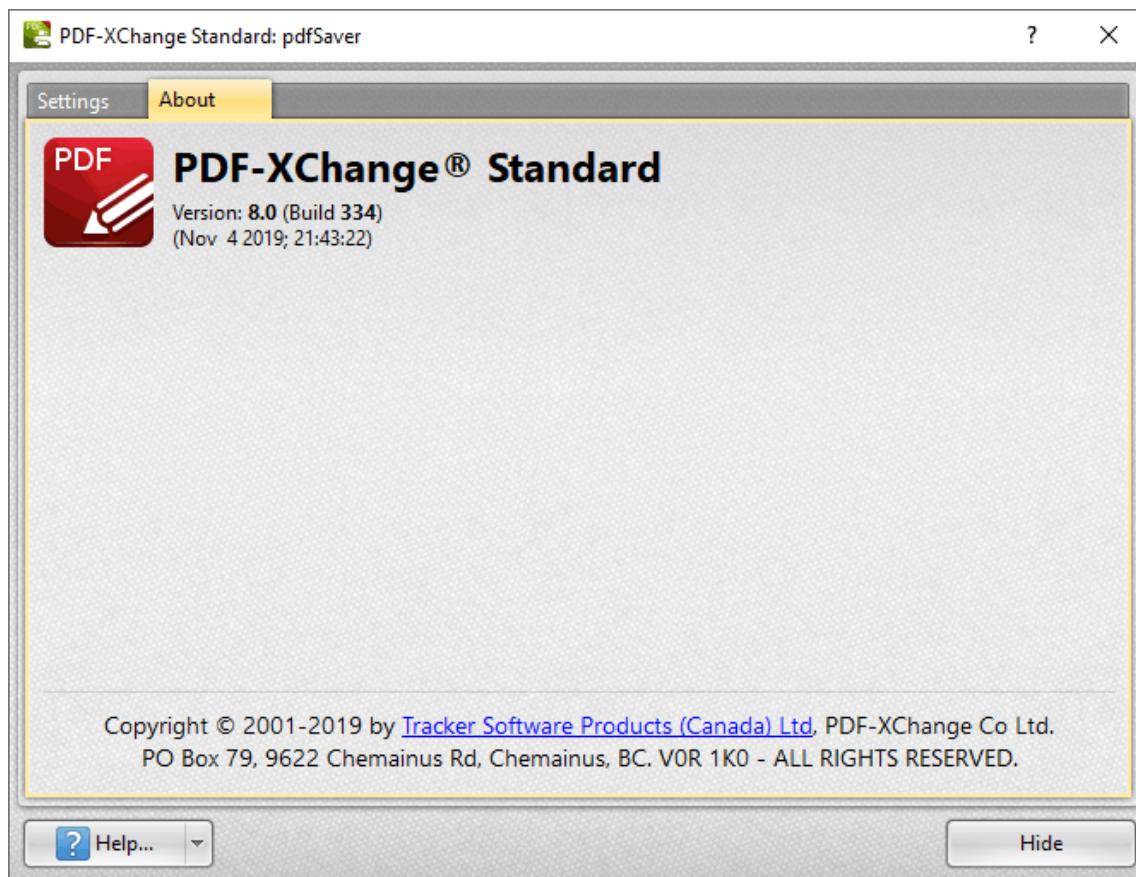 PDF-XChange Standard: pdfSaver
?
Settings
About
PDF
PDF-XChange® Standard
Version: 8.0 (Build 334)
(Nov  4 2019; 21:43:22)
Copyright © 2001-2019 by Tracker Software Products (Canada) Ltd, PDF-XChange Co Ltd.
PO Box 79, 9622 Chemainus Rd, Chemainus, BC. V0R 1K0 - ALL RIGHTS RESERVED.
? Help...
Hide